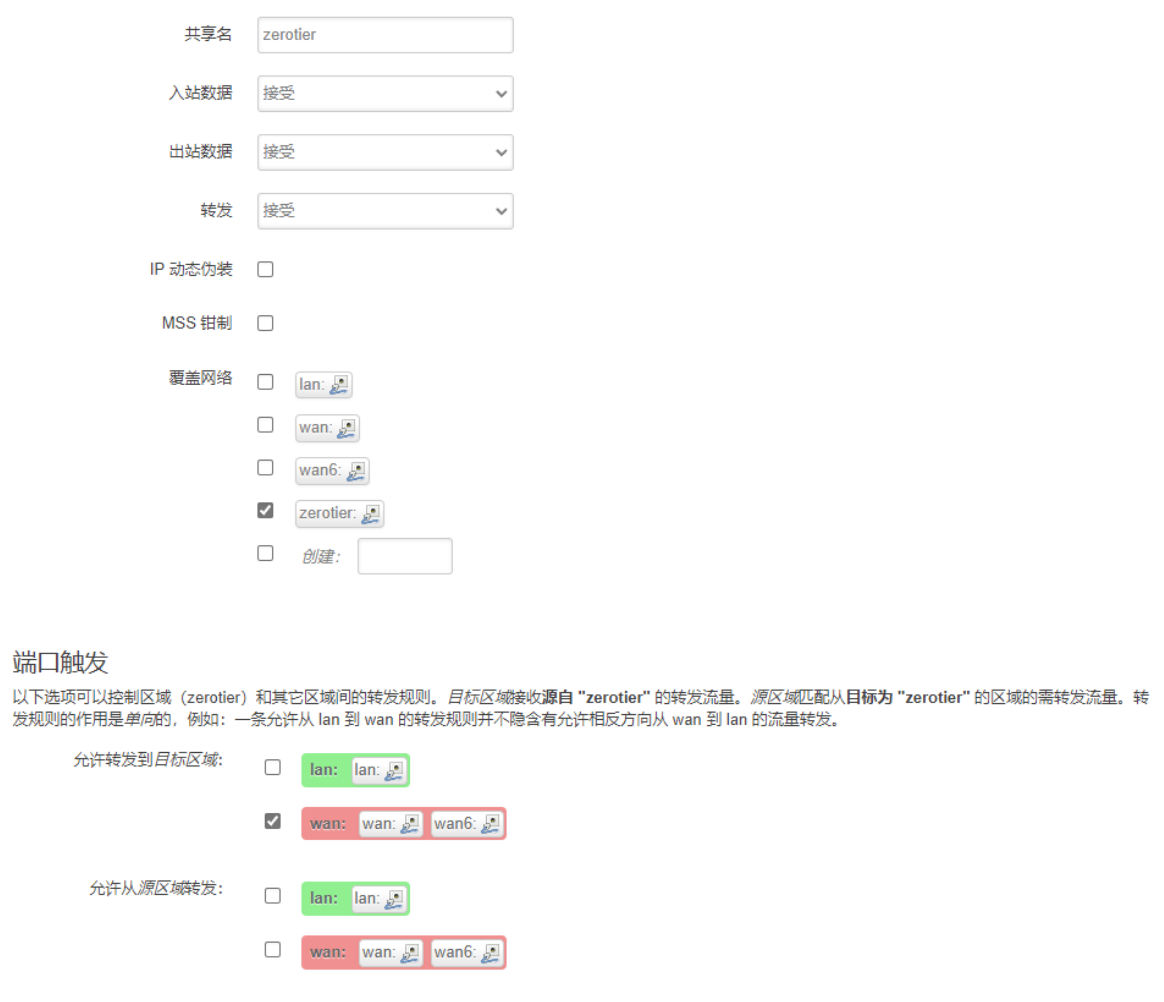 共享名 zerotier
入站数据 接受
出站数据 接受
转发 接受
IP 动态伪装
MSS 钳制
覆盖网络 lan:
wan:
wan6:
zerotier:
创建：
端口触发
以下选项可以控制区域（zerotier）和其它区域间的转发规则。目标区域接收源自 "zerotier" 的转发流量。源区域匹配从目标为 "zerotier" 的区域的需转发流量。转
发规则的作用是单向的，例如：一条允许从 lan 到 wan 的转发规则并不隐含有允许相反方向从 wan 到 lan 的流量转发。
允许转发到目标区域： lan: lan:
wan: wan: wan6:
允许从源区域转发： lan: lan:
wan: wan: wan6: